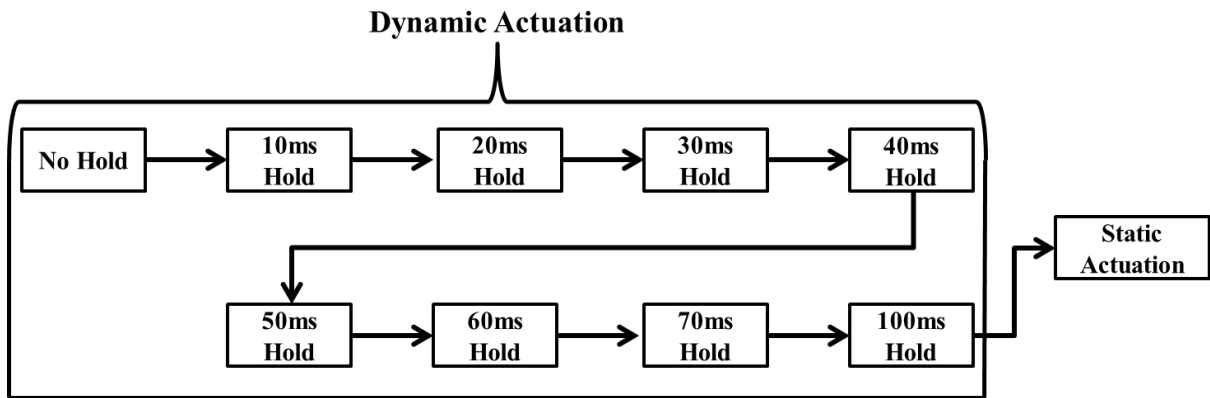 Dynamic Actuation
No Hold
10ms
Hold
20ms
Hold
30ms
Hold
40ms
Hold
50ms
Hold
60ms
Hold
70ms
Hold
100ms
Hold
Static
Actuation